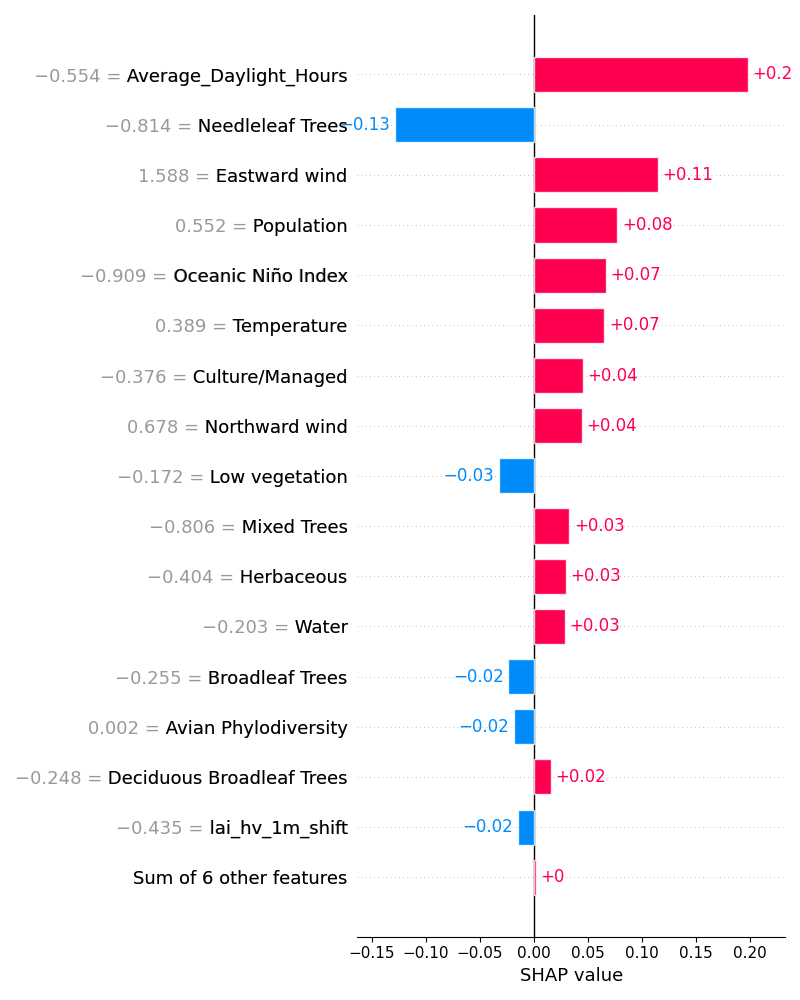 −0.554 = Average_Daylight_Hours +0.2
−0.814 = Needleleaf Trees −0.13
1.588 = Eastward wind +0.11
0.552 = Population +0.08
−0.909 = Oceanic Niño Index +0.07
0.389 = Temperature +0.07
−0.376 = Culture/Managed +0.04
0.678 = Northward wind +0.04
−0.172 = Low vegetation −0.03
−0.806 = Mixed Trees +0.03
−0.404 = Herbaceous +0.03
−0.203 = Water +0.03
−0.255 = Broadleaf Trees −0.02
0.002 = Avian Phylodiversity −0.02
−0.248 = Deciduous Broadleaf Trees +0.02
−0.435 = lai_hv_1m_shift −0.02
Sum of 6 other features +0
−0.15 −0.10 −0.05 0.00 0.05 0.10 0.15 0.20
SHAP value